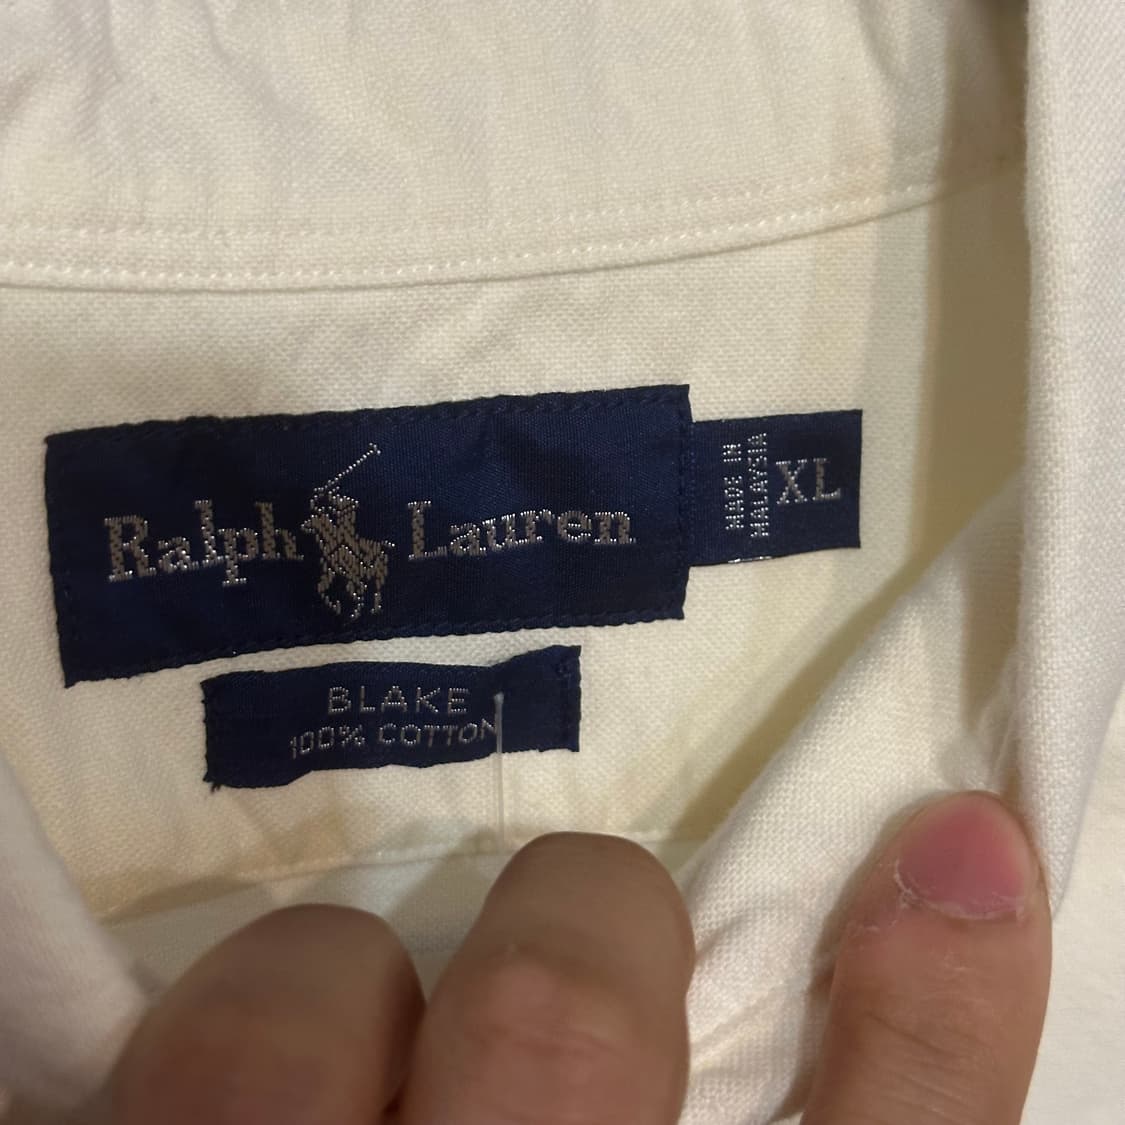 Ralph Lauren
MADE IN
MALAYSIA
XL
BLAKE
100% COTTON